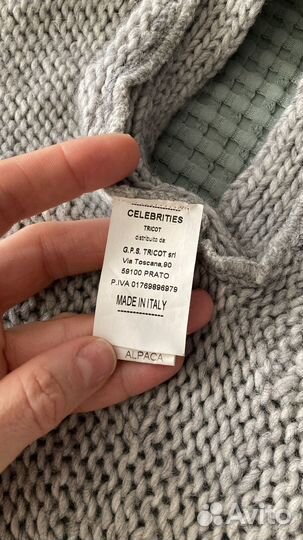 CELEBRITIES
TRICOT
distribuito da:
G.P.S. TRICOT srl
Via Toscana,90
59100 PRATO
P.IVA 01769896979
MADE IN ITALY
ALPACA
Avito